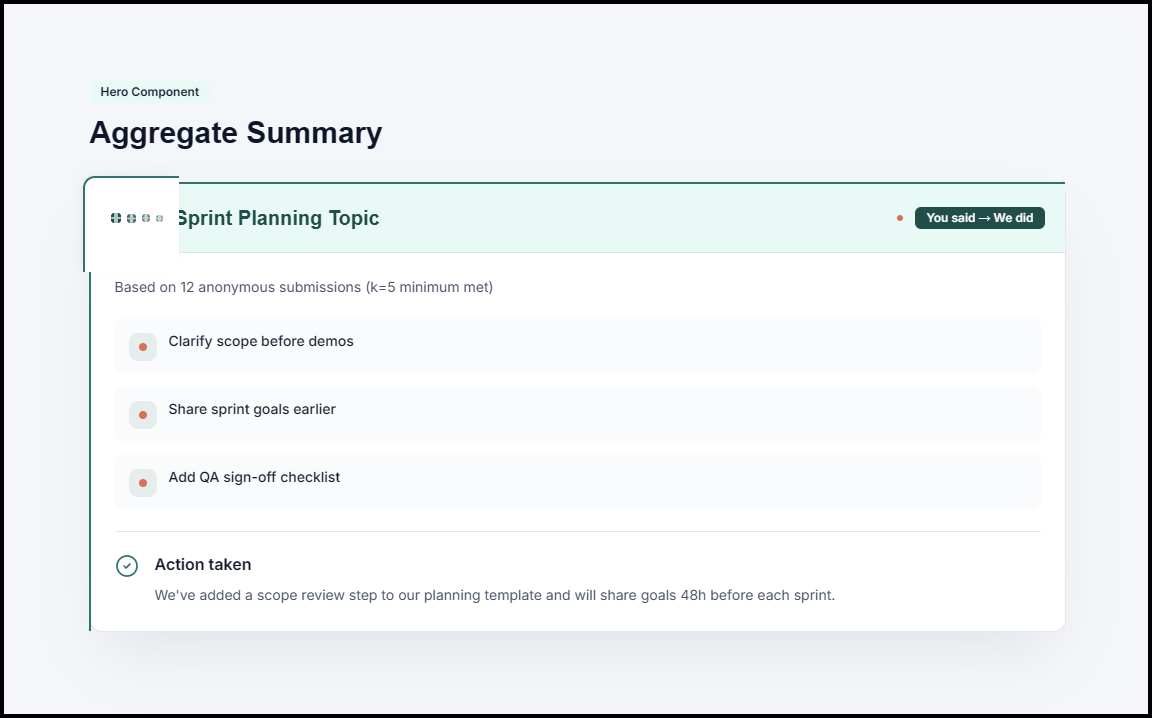 Hero Component
Aggregate Summary
Sprint Planning Topic
You said → We did
Based on 12 anonymous submissions (k=5 minimum met)
Clarify scope before demos
Share sprint goals earlier
Add QA sign-off checklist
Action taken
We've added a scope review step to our planning template and will share goals 48h before each sprint.